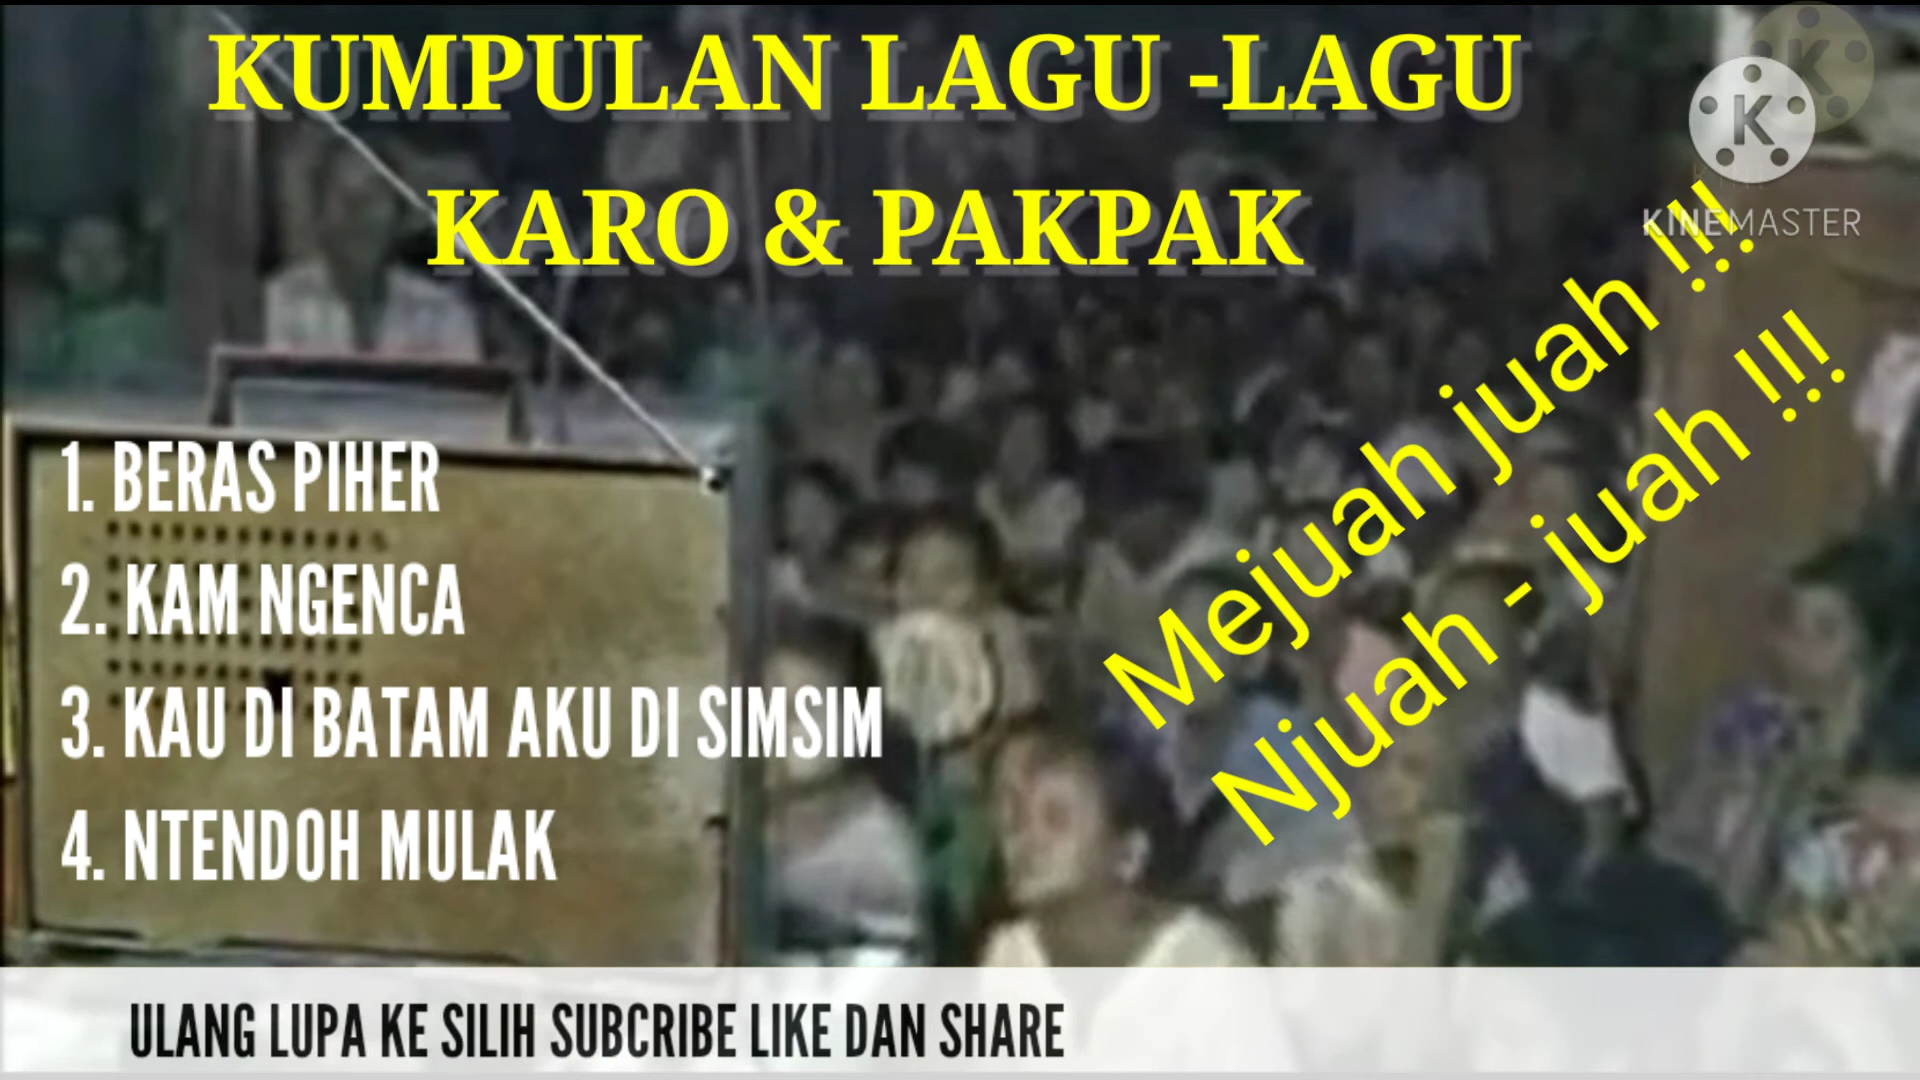 KUMPULAN LAGU -LAGU
KARO & PAKPAK
K
KINEMASTER
Mejuah juah !!!
Njuah - juah !!!
1. BERAS PIHER
2. KAM NGENCA
3. KAU DI BATAM AKU DI SIMSIM
4. NTENDOH MULAK
ULANG LUPA KE SILIH SUBCRIBE LIKE DAN SHARE